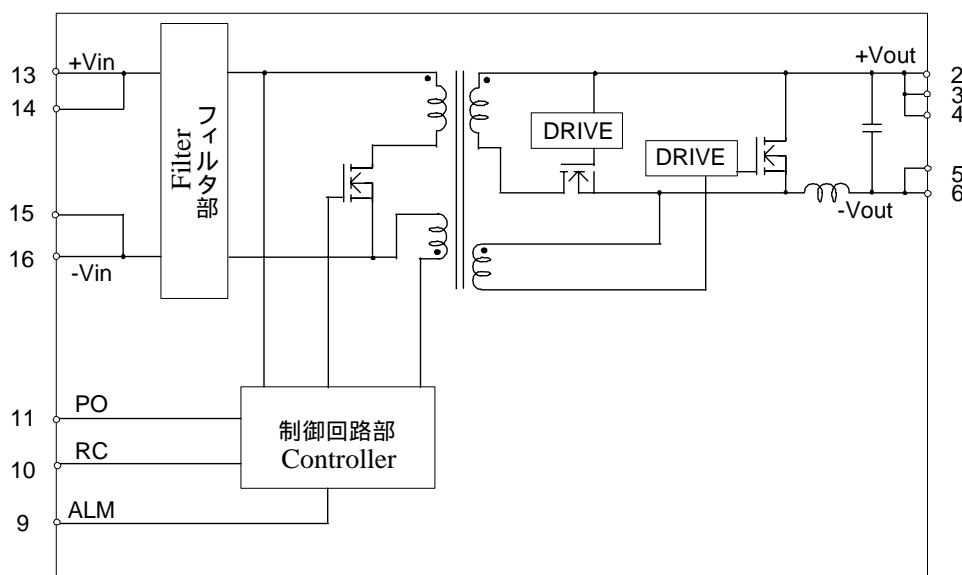 13
+Vin
14
15
16
-Vin
フィルタ部
Filter
DRIVE
DRIVE
+Vout
2
3
4
5
6
-Vout
11
PO
10
RC
9
ALM
制御回路部
Controller